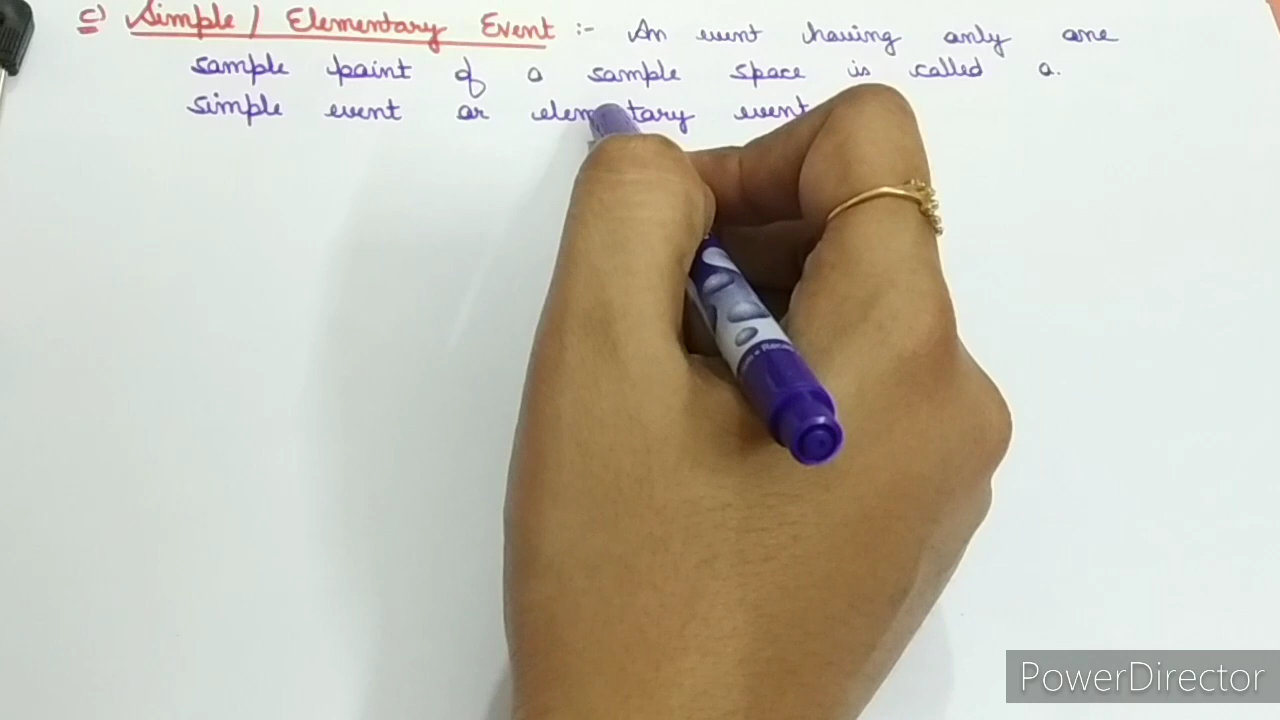 c) Simple / Elementary Event :- An event having only one
sample point of a sample space is called a.
simple event or elementary event
PowerDirector